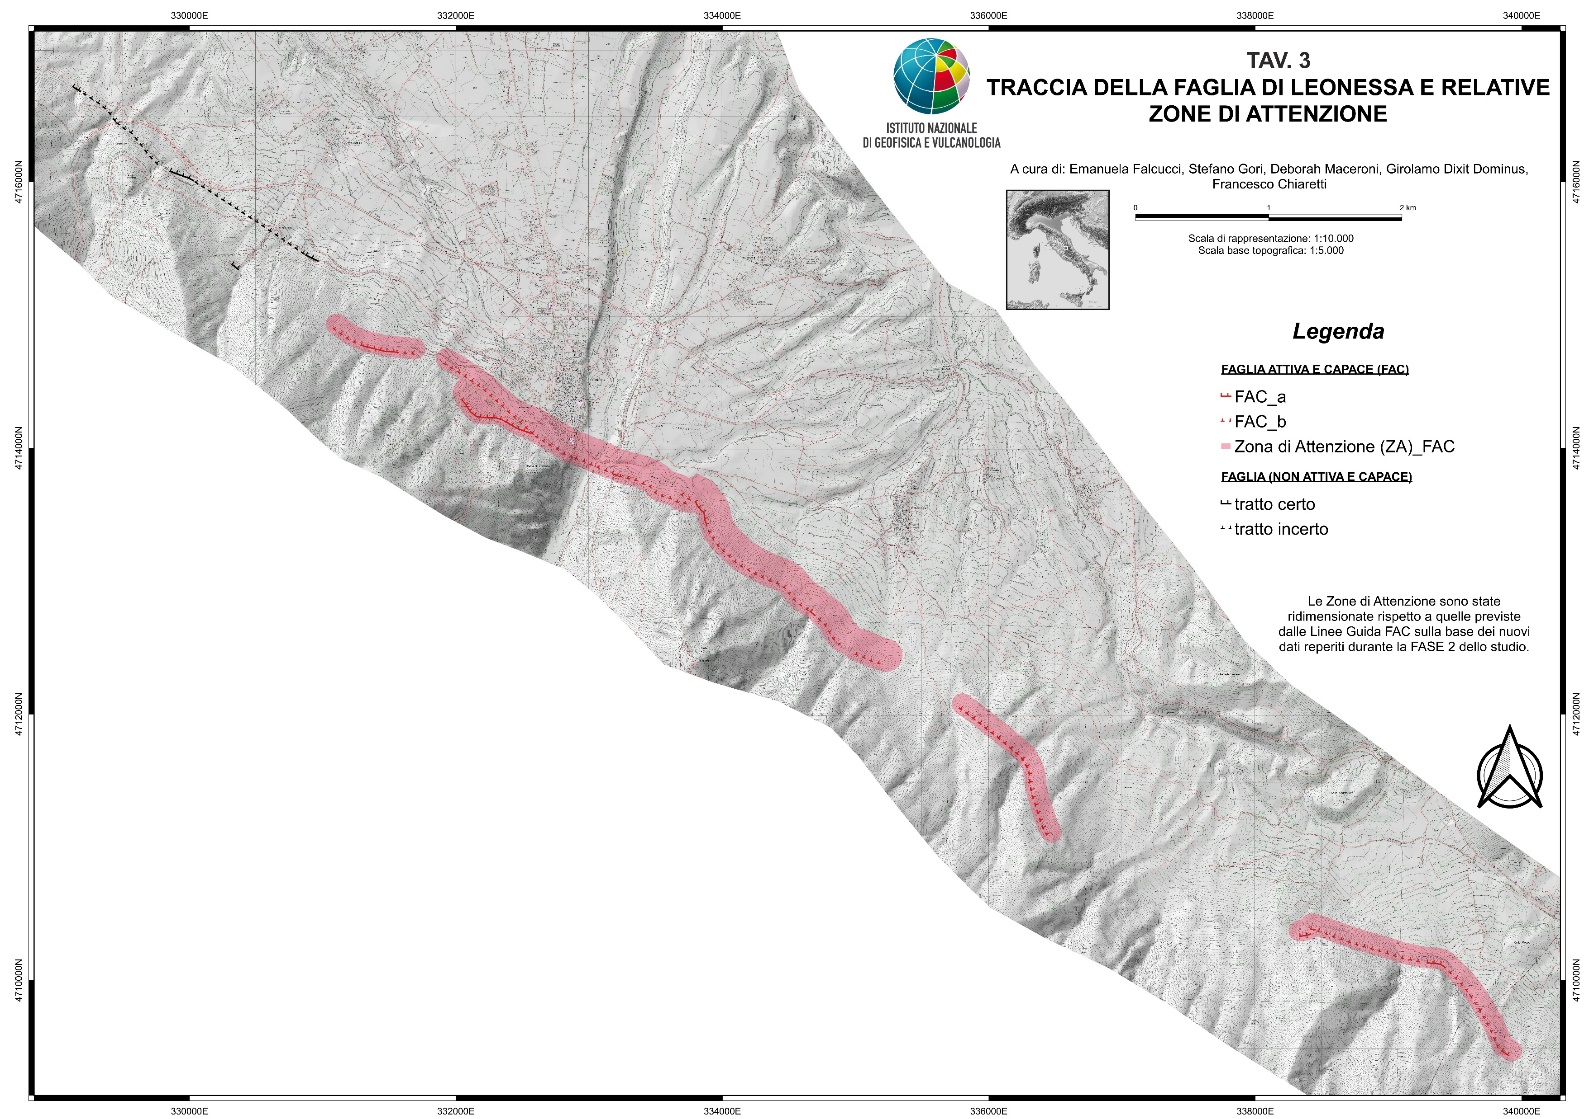 330000E
332000E
334000E
336000E
338000E
340000E
TAV. 3
TRACCIA DELLA FAGLIA DI LEONESSA E RELATIVE
ZONE DI ATTENZIONE
ISTITUTO NAZIONALE
DI GEOFISICA E VULCANOLOGIA
A cura di: Emanuela Falcucci, Stefano Gori, Deborah Maceroni, Girolamo Dixit Dominus,
Francesco Chiaretti
0 1 2 km
Scala di rappresentazione: 1:10.000
Scala base topografica: 1:5.000
Legenda
FAGLIA ATTIVA E CAPACE (FAC)
FAC_a
FAC_b
Zona di Attenzione (ZA)_FAC
FAGLIA (NON ATTIVA E CAPACE)
tratto certo
tratto incerto
Le Zone di Attenzione sono state
ridimensionate rispetto a quelle previste
dalle Linee Guida FAC sulla base dei nuovi
dati reperiti durante la FASE 2 dello studio.
4716000N
4714000N
4712000N
4710000N
4716000N
4714000N
4712000N
4710000N
330000E
332000E
334000E
336000E
338000E
340000E